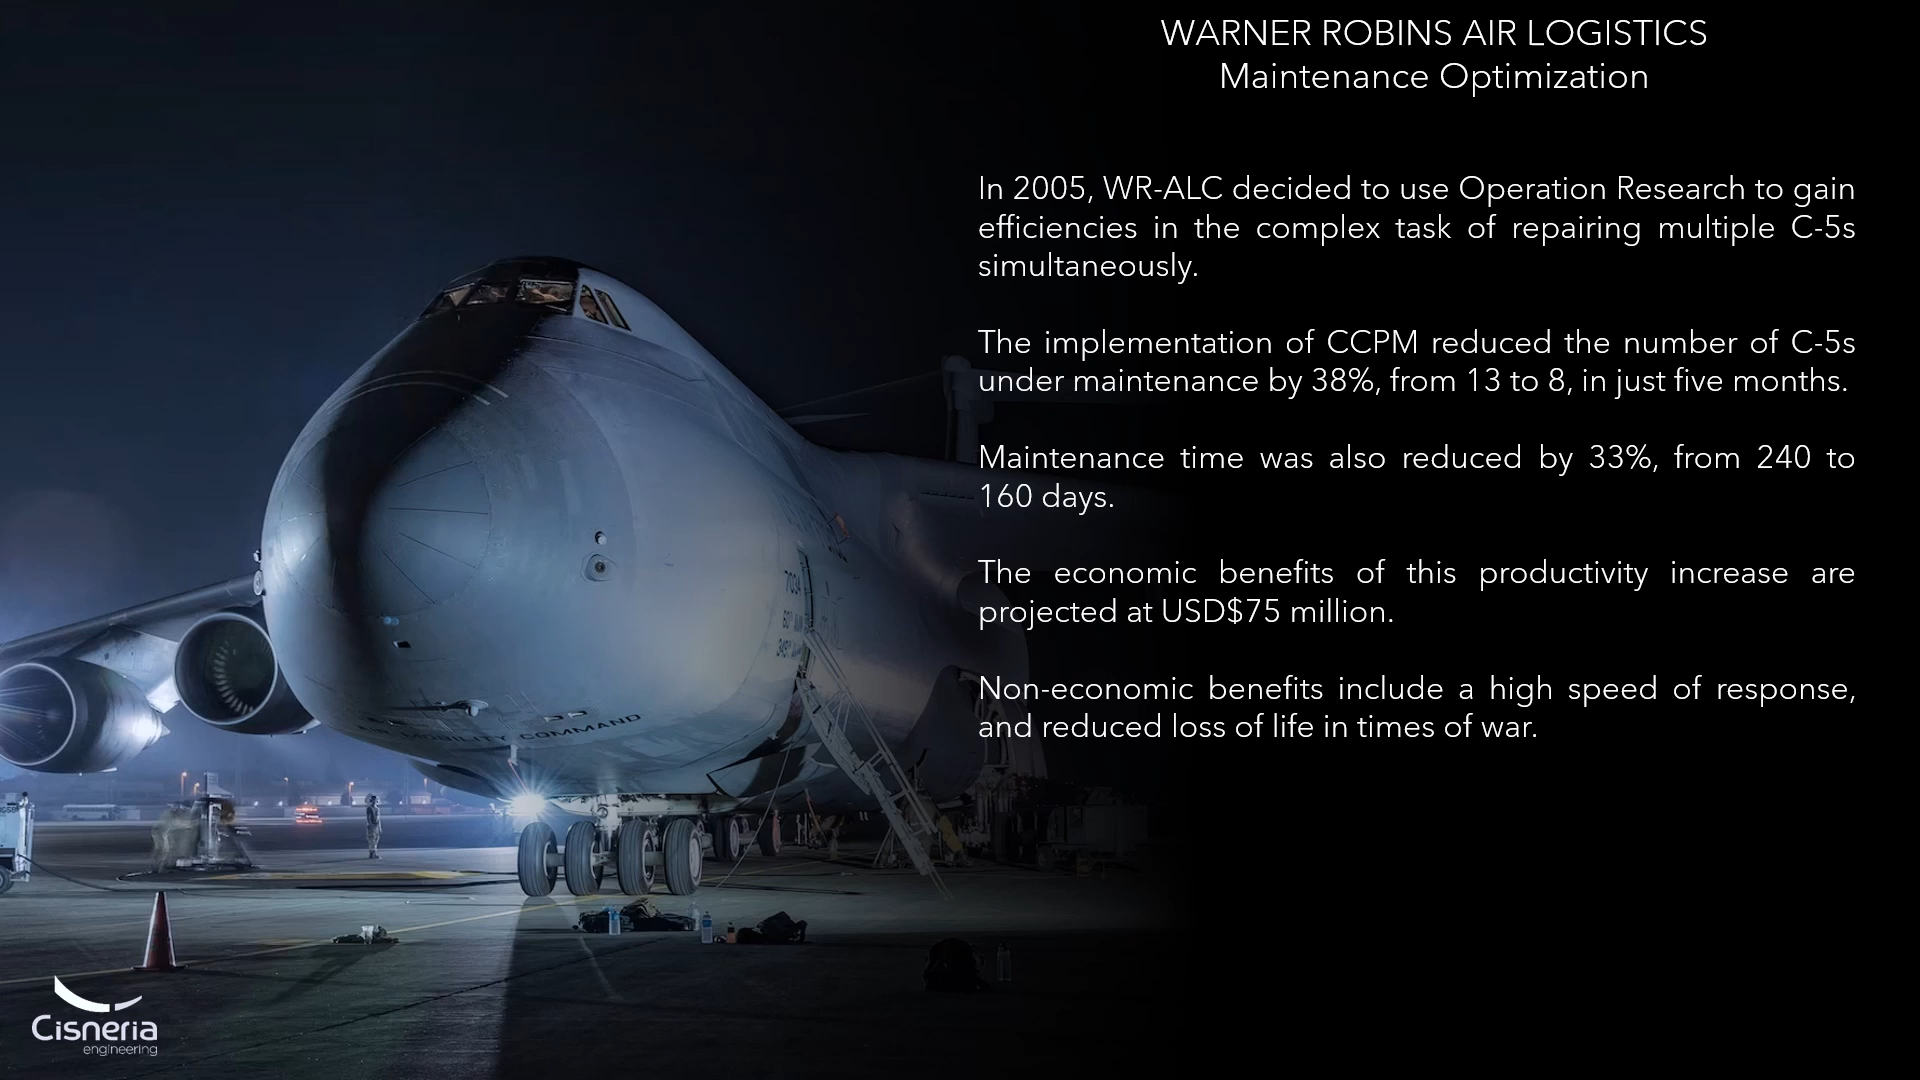 WARNER ROBINS AIR LOGISTICS
Maintenance Optimization
In 2005, WR-ALC decided to use Operation Research to gain
efficiencies in the complex task of repairing multiple C-5s
simultaneously.
The implementation of CCPM reduced the number of C-5s
under maintenance by 38%, from 13 to 8, in just five months.
Maintenance time was also reduced by 33%, from 240 to
160 days.
The economic benefits of this productivity increase are
projected at USD$75 million.
Non-economic benefits include a high speed of response,
and reduced loss of life in times of war.
7034
MOBILITY COMMAND
Cisneria
engineering